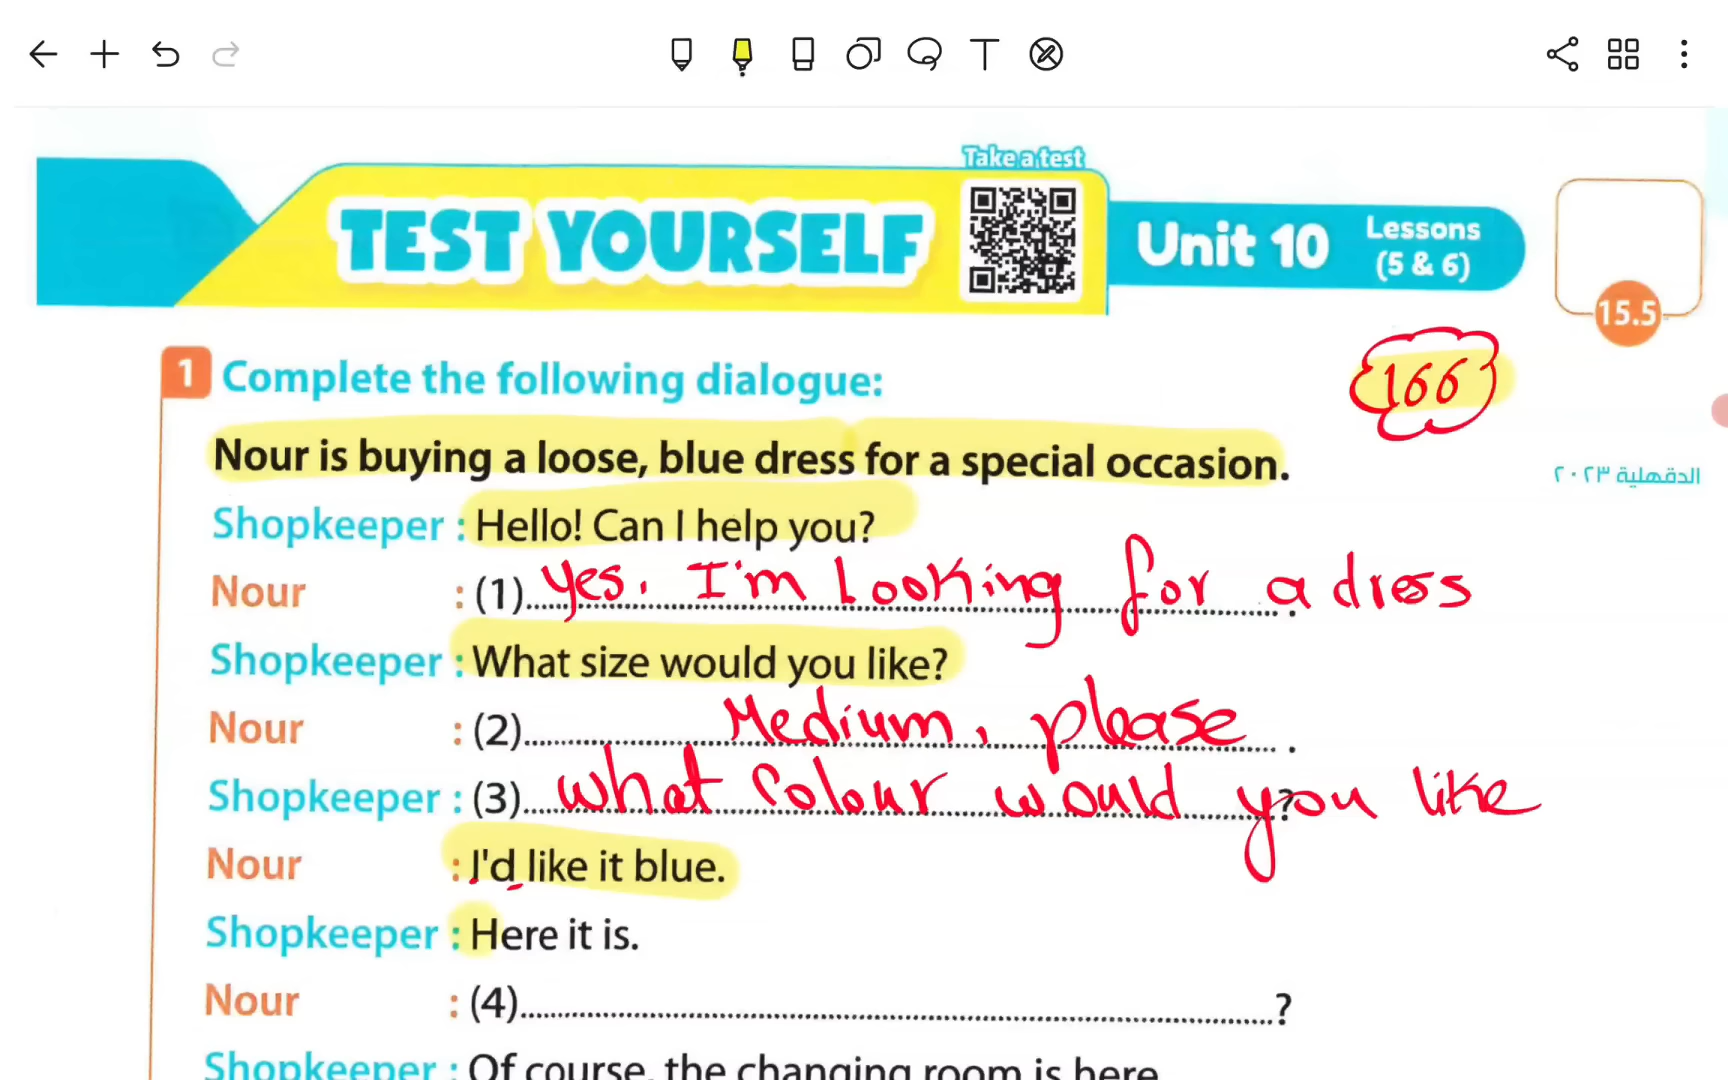 Take a test
TEST YOURSELF
Unit 10
Lessons
(5 & 6)
15.5
1 Complete the following dialogue:
166
Nour is buying a loose, blue dress for a special occasion.
الدقهلية ٢٠٢٣
Shopkeeper : Hello! Can I help you?
Nour : (1) yes. I'm Looking for a dress .
Shopkeeper : What size would you like?
Nour : (2) Medium, please .
Shopkeeper : (3) what colour would you like ?
Nour : I'd like it blue.
Shopkeeper : Here it is.
Nour : (4) ?
Shopkeeper : Of course, the changing room is here